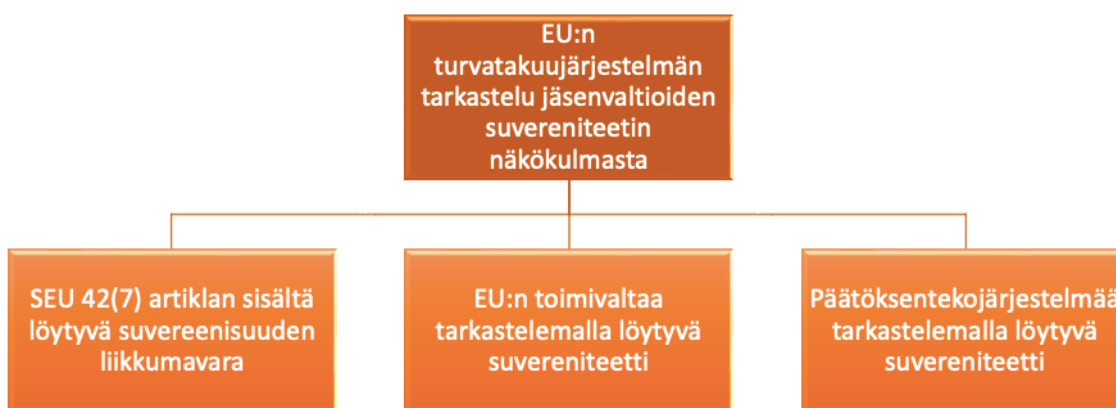 EU:n
turvatakuujärjestelmän
tarkastelu jäsenvaltioiden
suvereniteetin
näkökulmasta
SEU 42(7) artiklan sisältä
löytyvä suvereenisuuden
liikkumavara
EU:n toimivaltaa
tarkastelemalla löytyvä
suvereniteetti
Päätöksentekojärjestelmää
tarkastelemalla löytyvä
suvereniteetti